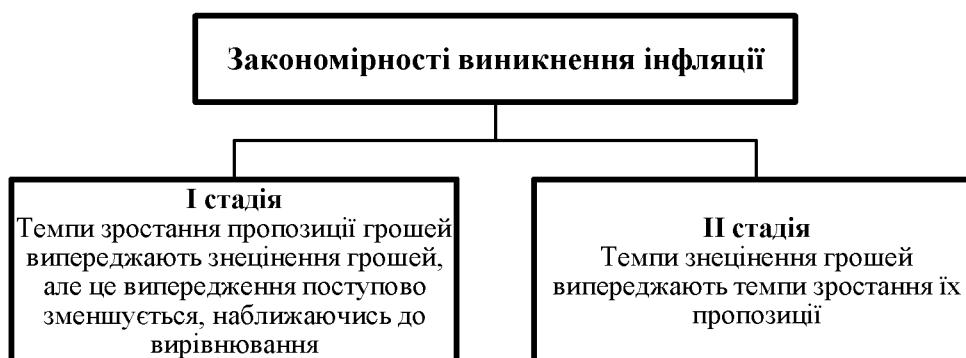 Закономірності виникнення інфляції
І стадія
Темпи зростання пропозиції грошей
випереджають знецінення грошей,
але це випередження поступово
зменшується, наближаючись до
вирівнювання
ІІ стадія
Темпи знецінення грошей
випереджають темпи зростання їх
пропозиції